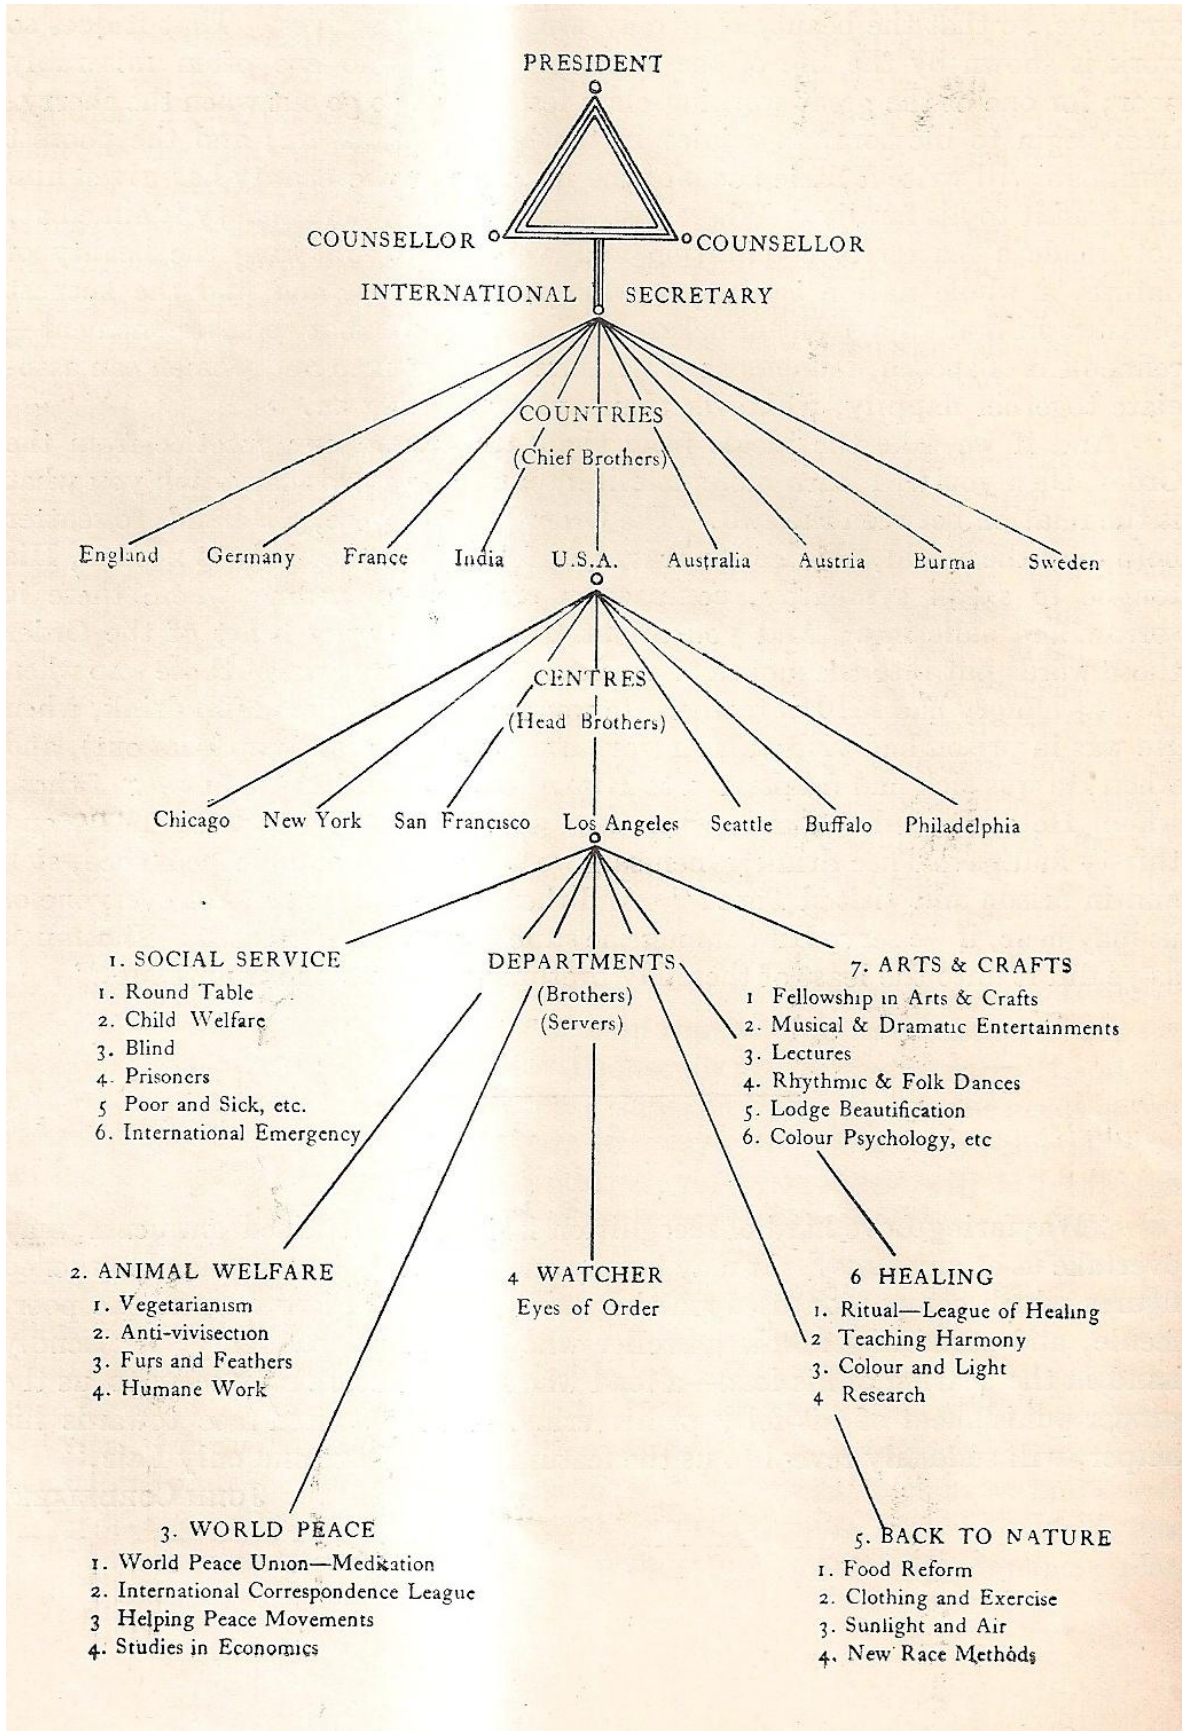 PRESIDENT
COUNSELLOR COUNSELLOR
INTERNATIONAL SECRETARY
COUNTRIES
(Chief Brothers)
England Germany France India U.S.A. Australia Austria Burma Sweden
CENTRES
(Head Brothers)
Chicago New York San Francisco Los Angeles Seattle Buffalo Philadelphia
DEPARTMENTS
(Brothers)
(Servers)
1. SOCIAL SERVICE
1. Round Table
2. Child Welfare
3. Blind
4. Prisoners
5 Poor and Sick, etc.
6. International Emergency
7. ARTS & CRAFTS
1 Fellowship in Arts & Crafts
2. Musical & Dramatic Entertainments
3. Lectures
4. Rhythmic & Folk Dances
5. Lodge Beautification
6. Colour Psychology, etc
2. ANIMAL WELFARE
1. Vegetarianism
2. Anti-vivisection
3. Furs and Feathers
4. Humane Work
4 WATCHER
Eyes of Order
6 HEALING
1. Ritual—League of Healing
2 Teaching Harmony
3. Colour and Light
4 Research
3. WORLD PEACE
1. World Peace Union—Meditation
2. International Correspondence League
3 Helping Peace Movements
4. Studies in Economics
5. BACK TO NATURE
1. Food Reform
2. Clothing and Exercise
3. Sunlight and Air
4. New Race Methods